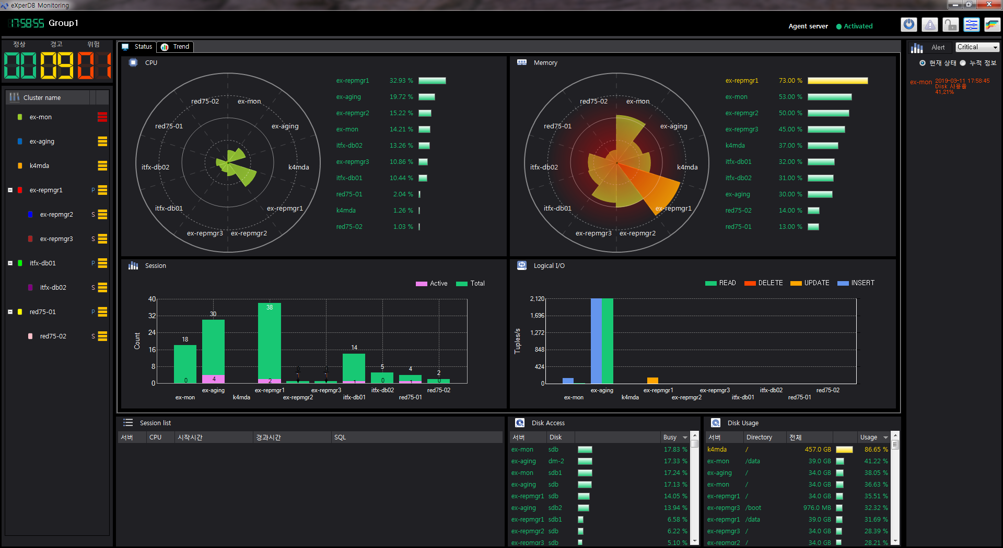 eXperDB Monitoring
175855 Group1
Agent server Activated
정상 경고 위험
00 09 01
Cluster name
ex-mon
ex-aging
k4mda
ex-repmgr1 P
ex-repmgr2 S
ex-repmgr3 S
itfx-db01 P
itfx-db02 S
red75-01 P
red75-02 S
Status Trend
CPU
red75-02 ex-mon
red75-01 ex-aging
itfx-db02 k4mda
itfx-db01 ex-repmgr1
ex-repmgr3 ex-repmgr2
ex-repmgr1 32.93 %
ex-aging 19.72 %
ex-repmgr2 15.22 %
ex-mon 14.21 %
itfx-db02 13.26 %
ex-repmgr3 10.86 %
itfx-db01 10.44 %
red75-01 2.04 %
k4mda 1.26 %
red75-02 1.03 %
Memory
red75-02 ex-mon
red75-01 ex-aging
itfx-db02 k4mda
itfx-db01 ex-repmgr1
ex-repmgr3 ex-repmgr2
ex-repmgr1 73.00 %
ex-mon 53.00 %
ex-repmgr2 50.00 %
ex-repmgr3 45.00 %
k4mda 37.00 %
itfx-db01 32.00 %
itfx-db02 31.00 %
ex-aging 30.00 %
red75-02 14.00 %
red75-01 13.00 %
Session
Active Total
Count
40
32
24
16
8
0
18 30 38 14 5 4 2
0 4 0
ex-aging ex-repmgr1 ex-repmgr3 itfx-db02 red75-02
ex-mon k4mda ex-repmgr2 itfx-db01 red75-01
Logical I/O
READ DELETE UPDATE INSERT
Tuples/s
2,120
1,696
1,272
848
424
0
ex-aging ex-repmgr1 ex-repmgr3 itfx-db02 red75-02
ex-mon k4mda ex-repmgr2 itfx-db01 red75-01
Session list
서버 CPU 시작시간 경과시간 SQL
Disk Access
서버 Disk Busy
ex-mon sdb 17.83 %
ex-aging dm-2 17.33 %
ex-mon sdb1 17.24 %
ex-aging sdb 17.13 %
ex-repmgr1 sdb 14.05 %
ex-aging sdb2 13.94 %
ex-repmgr1 sdb1 6.58 %
ex-repmgr2 sdb 6.22 %
ex-repmgr3 sdb 5.10 %
Disk Usage
서버 Directory 전체 Usage
k4mda / 457.0 GB 86.65 %
ex-mon /data 39.0 GB 41.22 %
ex-aging / 34.0 GB 38.05 %
ex-mon / 34.0 GB 36.63 %
ex-repmgr1 / 34.0 GB 35.51 %
ex-repmgr3 /boot 976.0 MB 32.32 %
ex-repmgr1 /data 39.0 GB 31.69 %
ex-repmgr3 / 34.0 GB 28.39 %
ex-repmgr2 / 34.0 GB 28.21 %
Alert Critical
현재 상태 누적 정보
ex-mon 2019-03-11 17:58:45
Disk 사용률
41.21%